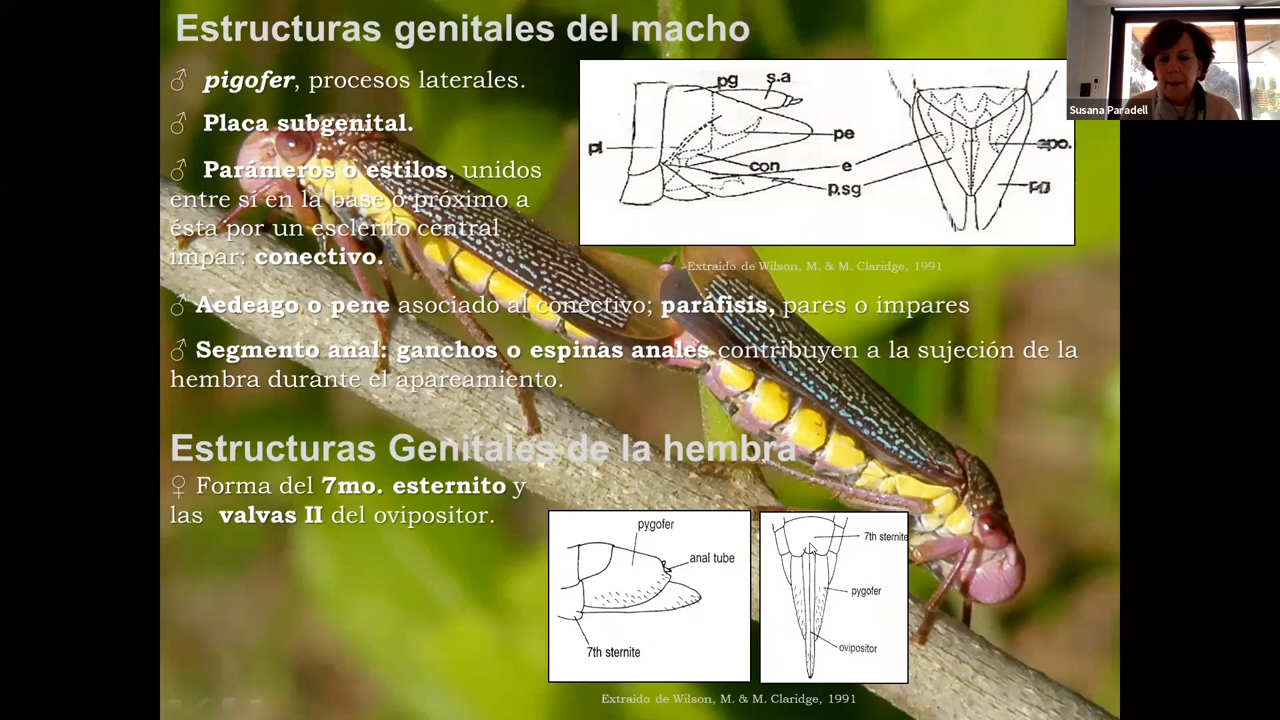 Estructuras genitales del macho
♂ pigofer, procesos laterales.
♂ Placa subgenital.
♂ Parámeros o estilos, unidos
entre sí en la base o próximo a
ésta por un esclerito central
impar: conectivo.
pg s.a
pe
pl
con e
p.sg
apo.
pg
Susana Paradell
Extraido de Wilson, M. & M. Claridge, 1991
♂ Aedeago o pene asociado al conectivo; paráfisis, pares o impares
♂ Segmento anal: ganchos o espinas anales contribuyen a la sujeción de la
hembra durante el apareamiento.
Estructuras Genitales de la hembra
♀ Forma del 7mo. esternito y
las valvas II del ovipositor.
pygofer
anal tube
7th sternite
7th sternite
pygofer
ovipositor
Extraido de Wilson, M. & M. Claridge, 1991